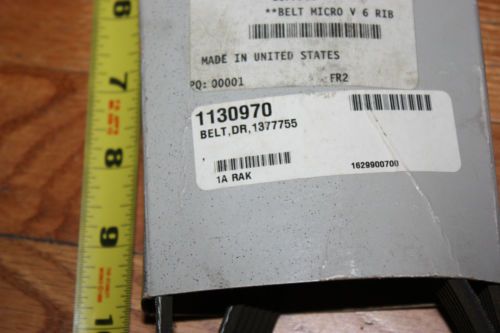 **BELT MICRO V 6 RIB
MADE IN UNITED STATES
PQ: 00001 FR2
1130970
BELT,DR,1377755
1A RAK
1629900700
7
8
9
10